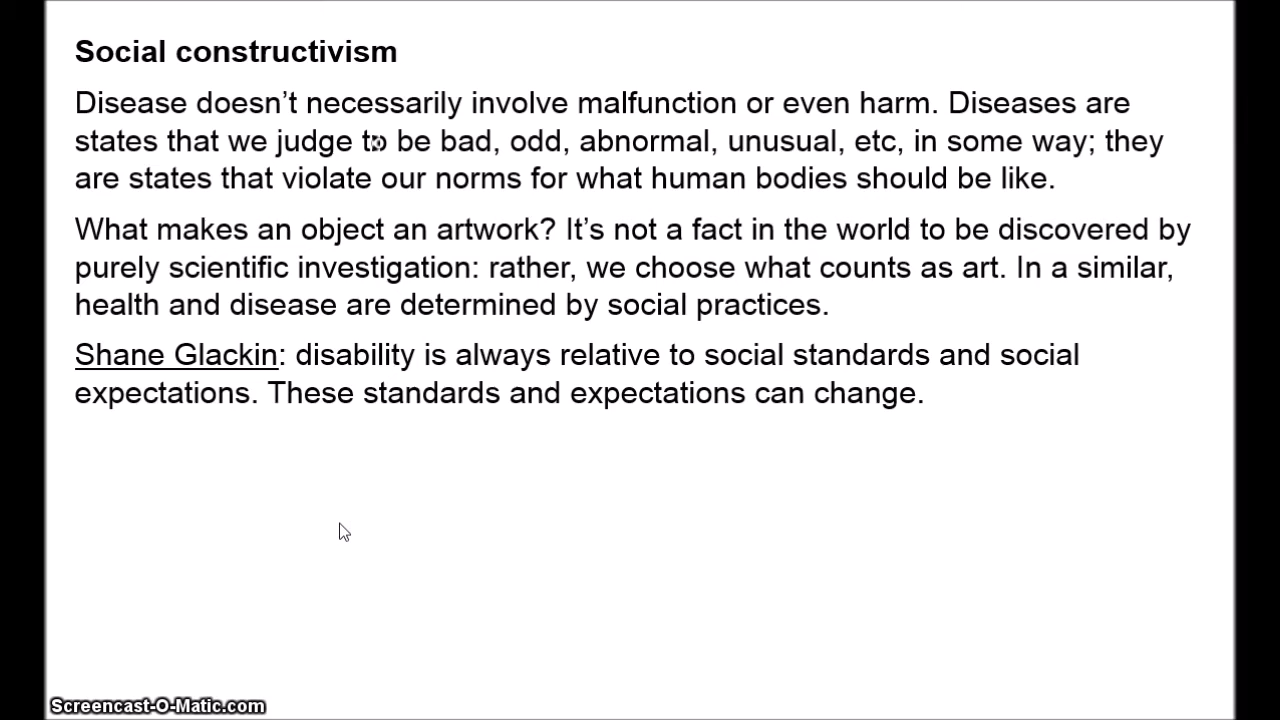 Social constructivism
Disease doesn’t necessarily involve malfunction or even harm. Diseases are
states that we judge to be bad, odd, abnormal, unusual, etc, in some way; they
are states that violate our norms for what human bodies should be like.
What makes an object an artwork? It’s not a fact in the world to be discovered by
purely scientific investigation: rather, we choose what counts as art. In a similar,
health and disease are determined by social practices.
Shane Glackin: disability is always relative to social standards and social
expectations. These standards and expectations can change.
Screencast-O-Matic.com